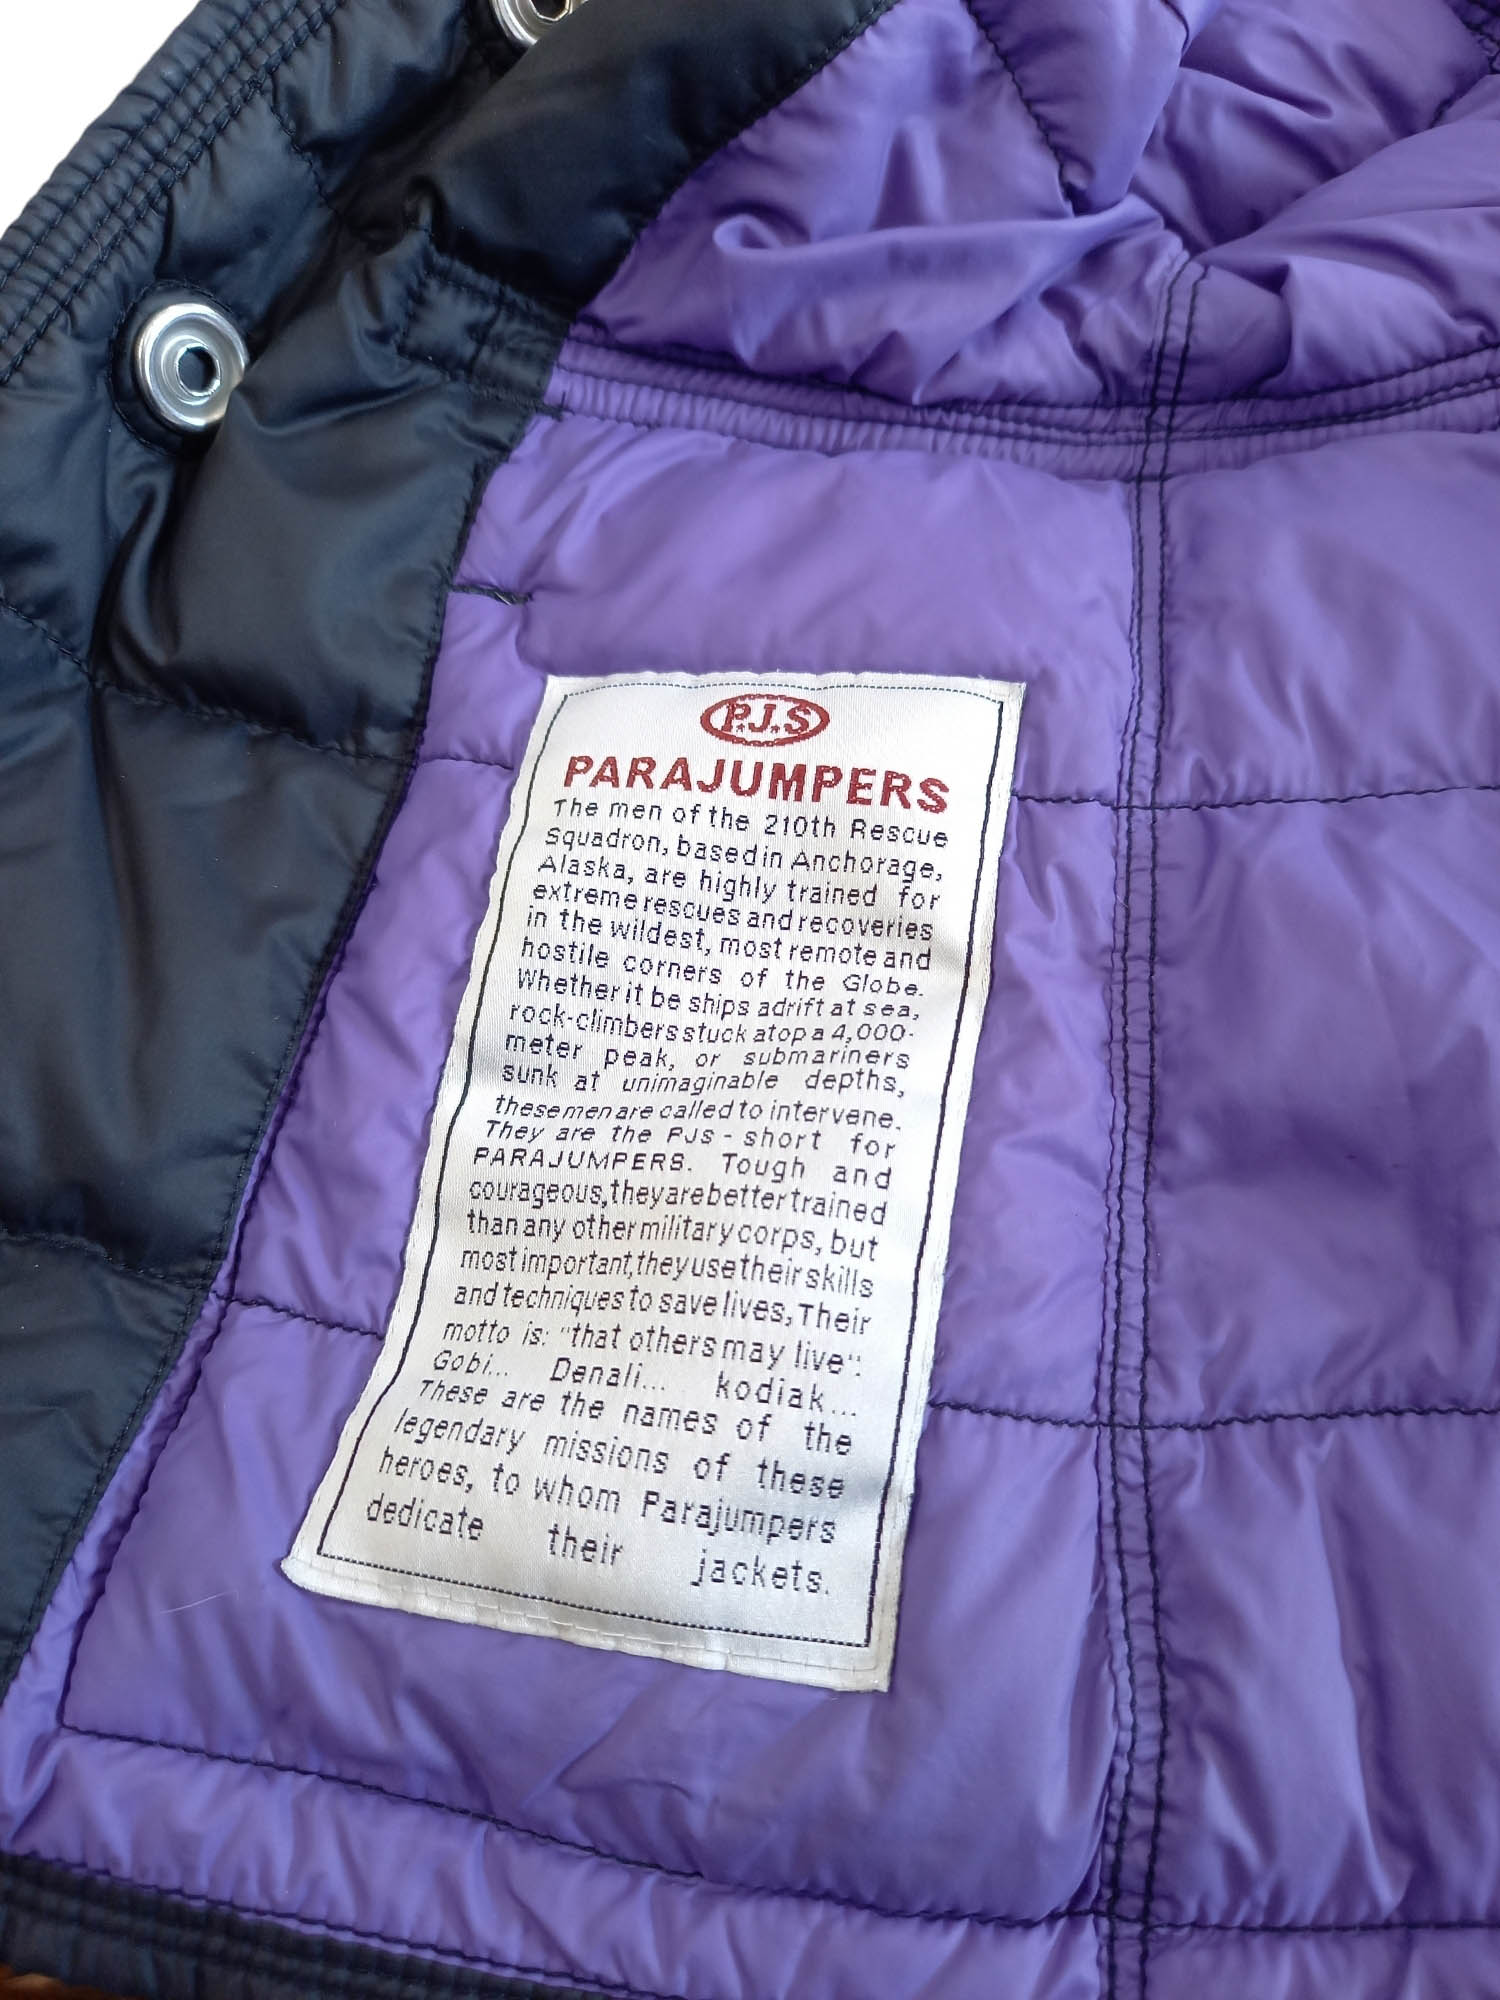 P.J.S
PARAJUMPERS
The men of the 210th Rescue
Squadron, based in Anchorage,
Alaska, are highly trained for
extreme rescues and recoveries
in the wildest, most remote and
hostile corners of the Globe.
Whether it be ships adrift at sea,
rock-climbers stuck atop a 4,000-
meter peak, or submariners
sunk at unimaginable depths,
these men are called to intervene.
They are the PJs - short for
PARAJUMPERS. Tough and
courageous, they are better trained
than any other military corps, but
most important, they use their skills
and techniques to save lives, Their
motto is: "that others may live".
Gobi... Denali... kodiak...
These are the names of the
legendary missions of these
heroes, to whom Parajumpers
dedicate their jackets.